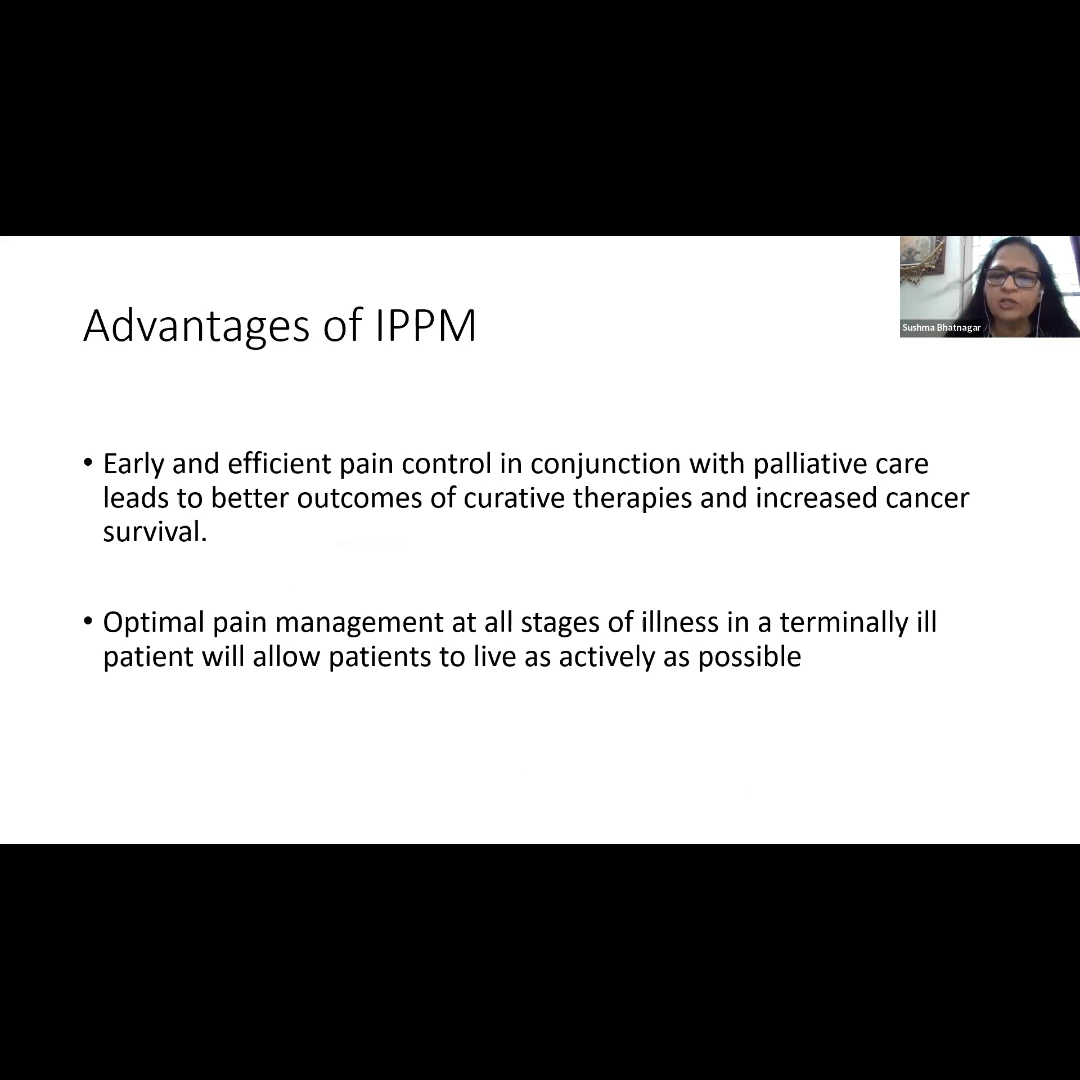 Advantages of IPPM
Sushma Bhatnagar
• Early and efficient pain control in conjunction with palliative care
leads to better outcomes of curative therapies and increased cancer
survival.
• Optimal pain management at all stages of illness in a terminally ill
patient will allow patients to live as actively as possible